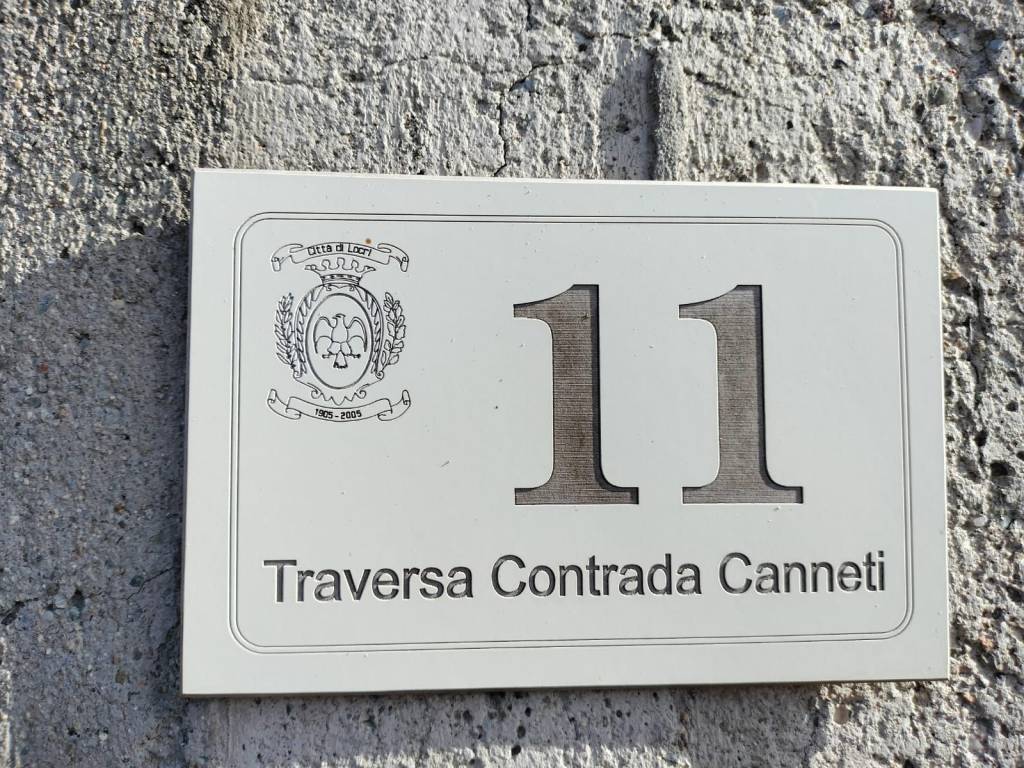 Città di Locri
1905 - 2005
11
Traversa Contrada Canneti